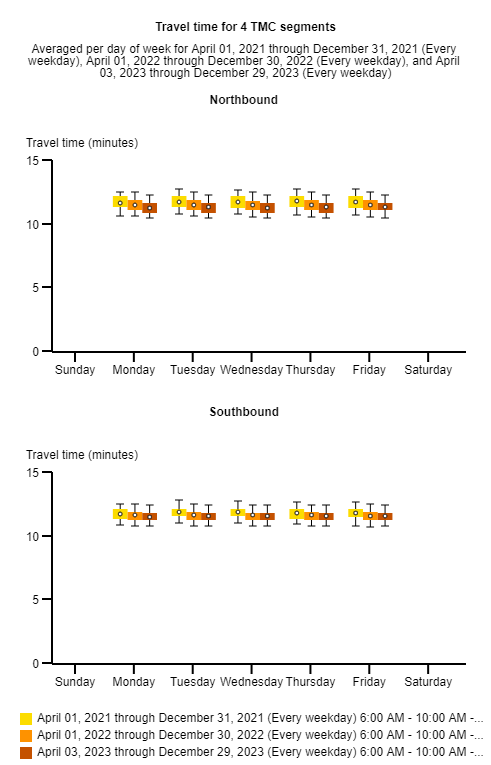 Travel time for 4 TMC segments
Averaged per day of week for April 01, 2021 through December 31, 2021 (Every
weekday), April 01, 2022 through December 30, 2022 (Every weekday), and April
03, 2023 through December 29, 2023 (Every weekday)
Northbound
Travel time (minutes)
15
10
5
0
Sunday Monday Tuesday Wednesday Thursday Friday Saturday
Southbound
Travel time (minutes)
15
10
5
0
Sunday Monday Tuesday Wednesday Thursday Friday Saturday
April 01, 2021 through December 31, 2021 (Every weekday) 6:00 AM - 10:00 AM -...
April 01, 2022 through December 30, 2022 (Every weekday) 6:00 AM - 10:00 AM -...
April 03, 2023 through December 29, 2023 (Every weekday) 6:00 AM - 10:00 AM -...